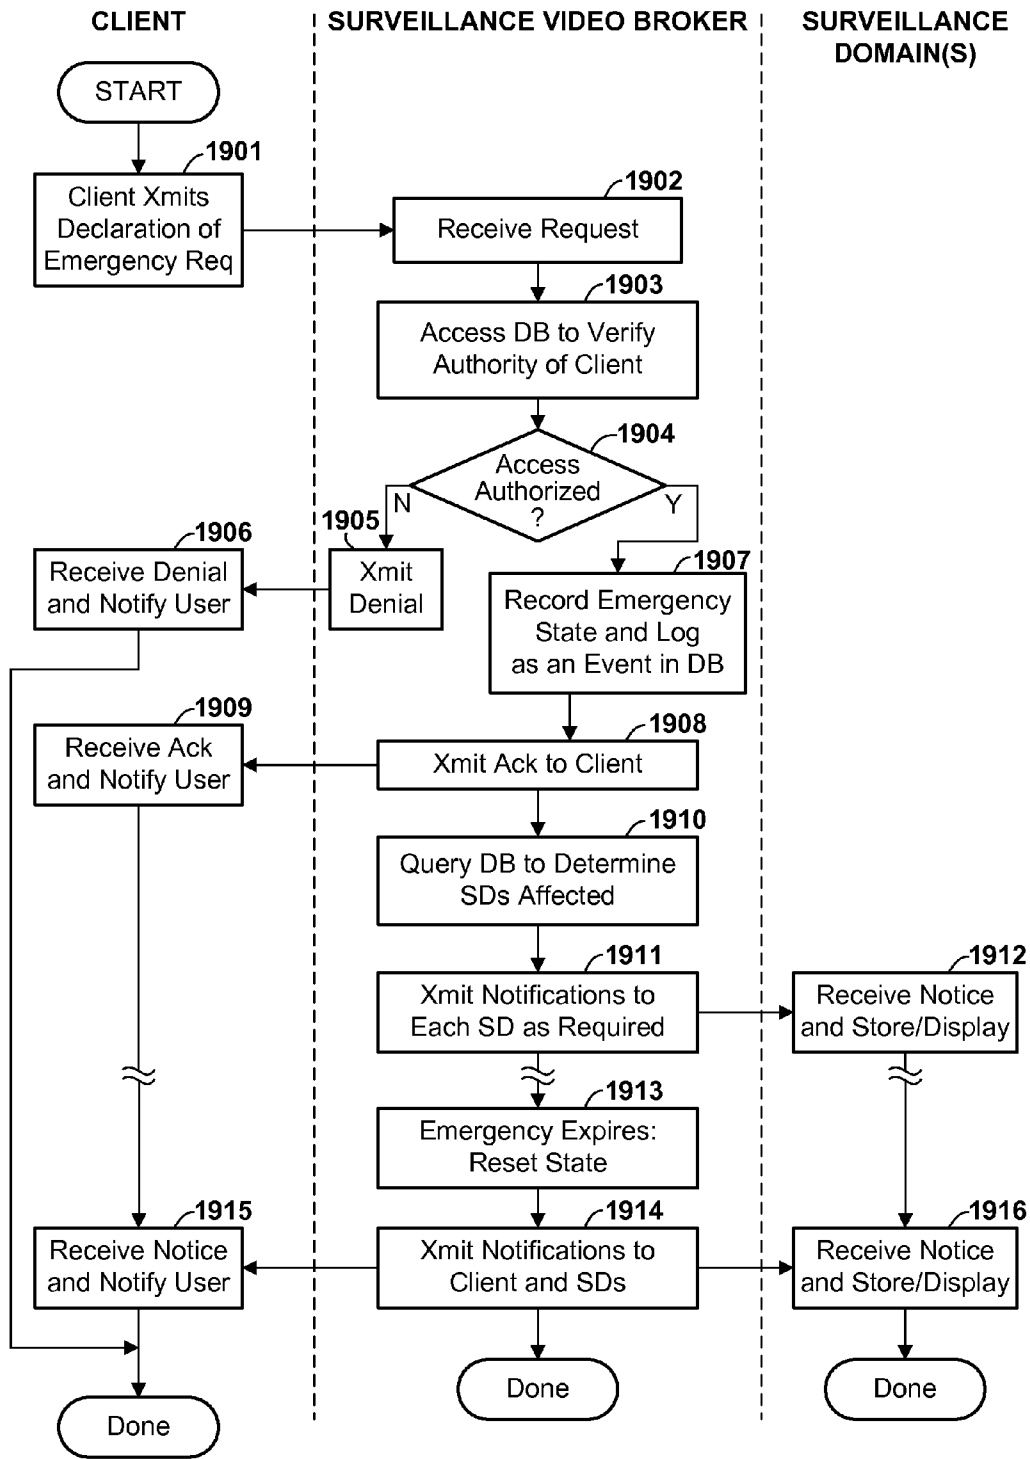 CLIENT
SURVEILLANCE VIDEO BROKER
SURVEILLANCE
DOMAIN(S)
START
1901
Client Xmits
Declaration of
Emergency Req
1902
Receive Request
1903
Access DB to Verify
Authority of Client
1904
Access
Authorized
?
N
Y
1905
Xmit
Denial
1906
Receive Denial
and Notify User
1907
Record Emergency
State and Log
as an Event in DB
1908
Xmit Ack to Client
1909
Receive Ack
and Notify User
1910
Query DB to Determine
SDs Affected
1911
Xmit Notifications to
Each SD as Required
1912
Receive Notice
and Store/Display
1913
Emergency Expires:
Reset State
1914
Xmit Notifications to
Client and SDs
1915
Receive Notice
and Notify User
1916
Receive Notice
and Store/Display
Done
Done
Done